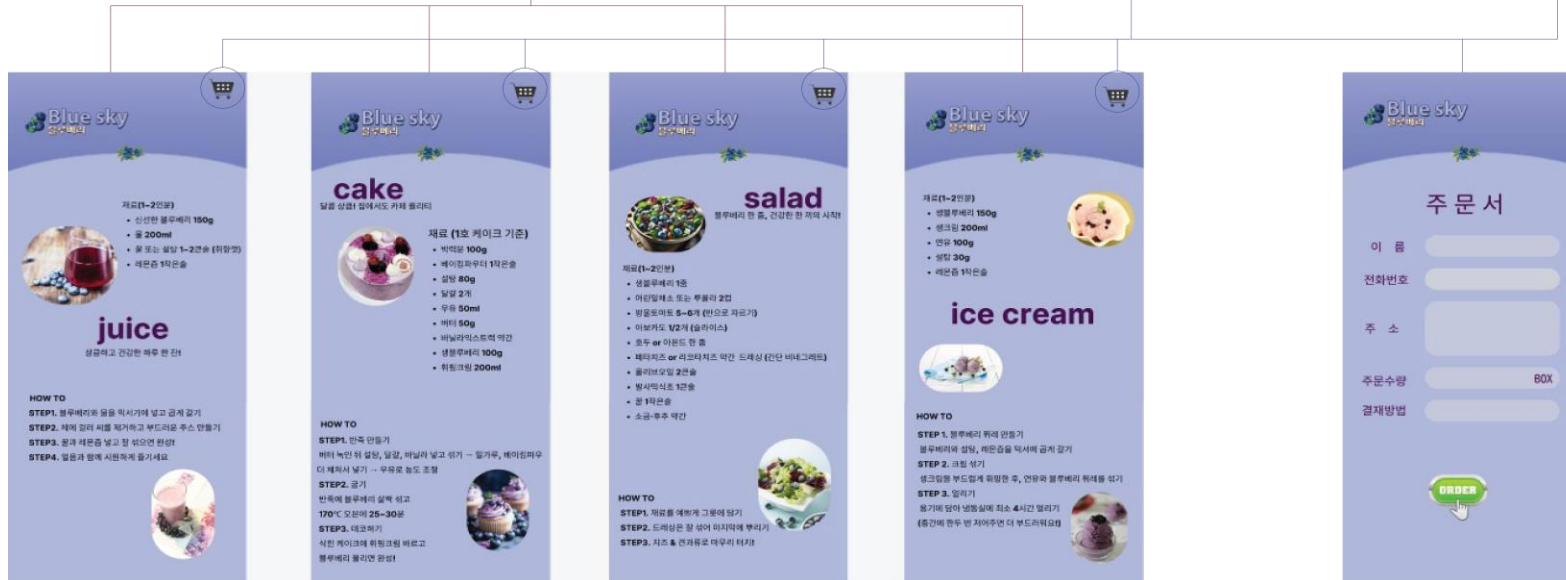 Blue sky
블루베리
재료(1~2인분)
• 신선한 블루베리 150g
• 물 200ml
• 꿀 또는 설탕 1~2큰술 (취향껏)
• 레몬즙 1작은술
juice
상큼하고 건강한 하루 한 잔!
HOW TO
STEP1. 블루베리와 물을 믹서기에 넣고 곱게 갈기
STEP2. 체에 걸러 씨를 제거하고 부드러운 주스 만들기
STEP3. 꿀과 레몬즙 넣고 잘 섞으면 완성!
STEP4. 얼음과 함께 시원하게 즐기세요
Blue sky
블루베리
cake
달콤 상큼! 집에서도 카페 퀄리티
재료 (1호 케이크 기준)
• 박력분 100g
• 베이킹파우더 1작은술
• 설탕 80g
• 달걀 2개
• 우유 50ml
• 버터 50g
• 바닐라익스트랙 약간
• 생블루베리 100g
• 휘핑크림 200ml
HOW TO
STEP1. 반죽 만들기
버터 녹인 뒤 설탕, 달걀, 바닐라 넣고 섞기 → 밀가루, 베이킹파우
더 체쳐서 넣기 → 우유로 농도 조절
STEP2. 굽기
반죽에 블루베리 살짝 섞고
170℃ 오븐에 25~30분
STEP3. 데코하기
식힌 케이크에 휘핑크림 바르고
블루베리 올리면 완성!
Blue sky
블루베리
salad
블루베리 한 줌, 건강한 한 끼의 시작!
재료(1~2인분)
• 생블루베리 1줌
• 어린잎채소 또는 루꼴라 2컵
• 방울토마토 5~6개 (반으로 자르기)
• 아보카도 1/2개 (슬라이스)
• 호두 or 아몬드 한 줌
• 페타치즈 or 리코타치즈 약간 드레싱 (간단 비네그레트)
• 올리브오일 2큰술
• 발사믹식초 1큰술
• 꿀 1작은술
• 소금·후추 약간
HOW TO
STEP1. 재료를 예쁘게 그릇에 담기
STEP2. 드레싱은 잘 섞어 마지막에 뿌리기
STEP3. 치즈 & 견과류로 마무리 터치!
Blue sky
블루베리
재료(1~2인분)
• 생블루베리 150g
• 생크림 200ml
• 연유 100g
• 설탕 30g
• 레몬즙 1작은술
ice cream
HOW TO
STEP 1. 블루베리 퓌레 만들기
블루베리와 설탕, 레몬즙을 믹서에 곱게 갈기
STEP 2. 크림 섞기
생크림을 부드럽게 휘핑한 후, 연유와 블루베리 퓌레를 섞기
STEP 3. 얼리기
용기에 담아 냉동실에 최소 4시간 얼리기
(중간에 한두 번 저어주면 더 부드러워요!)
Blue sky
블루베리
주문서
이 름
전화번호
주 소
주문수량 BOX
결재방법
ORDER